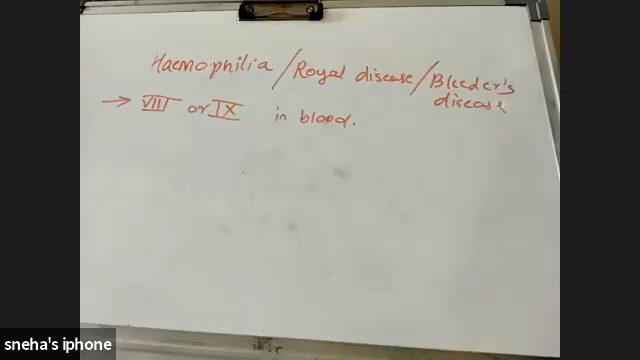 Haemophilia / Royal disease / Bleeder's
disease
→ VIII or IX in blood.
sneha's iphone